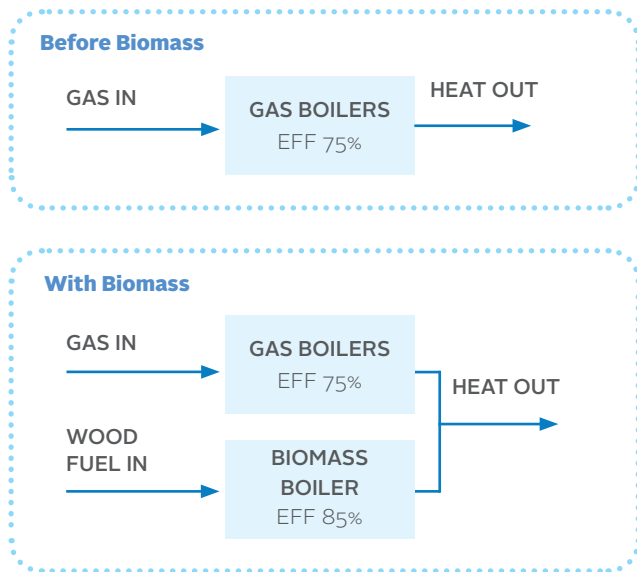 Before Biomass
GAS IN
GAS BOILERS
EFF 75%
HEAT OUT
With Biomass
GAS IN
GAS BOILERS
EFF 75%
HEAT OUT
WOOD
FUEL IN
BIOMASS
BOILER
EFF 85%